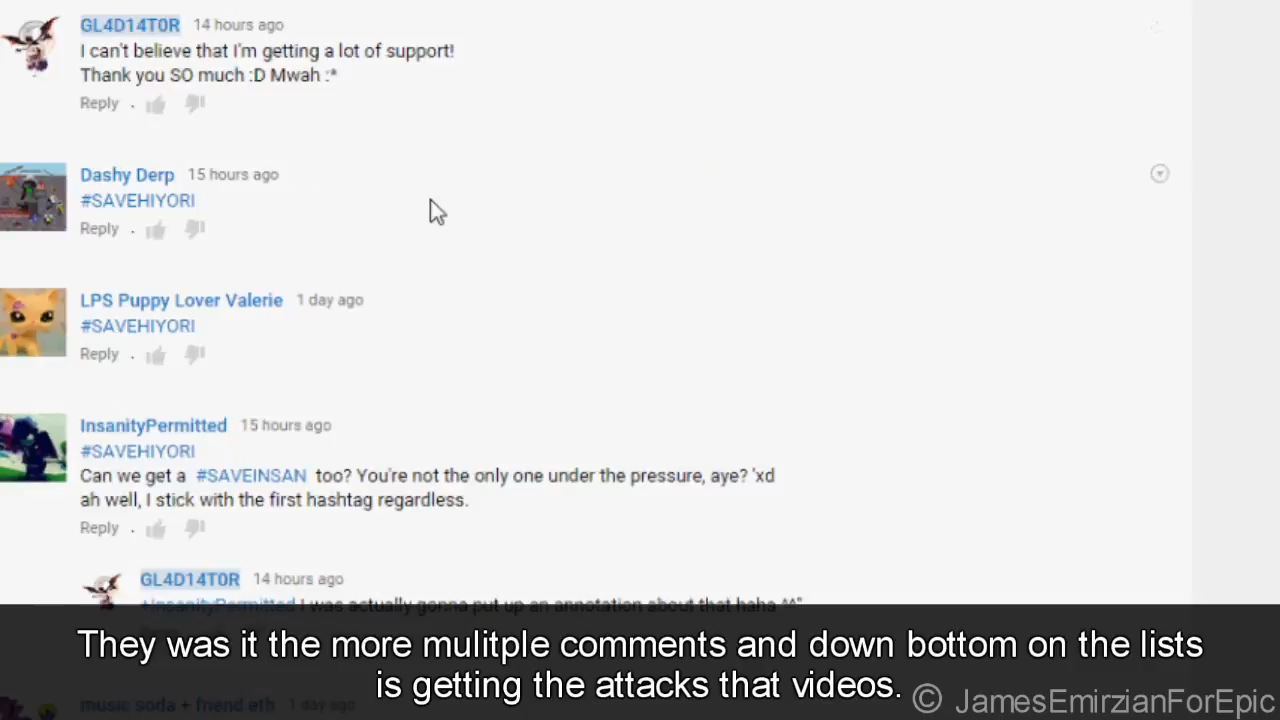 GL4D14T0R 14 hours ago
I can't believe that I'm getting a lot of support!
Thank you SO much :D Mwah :*
Reply .
Dashy Derp 15 hours ago
#SAVEHIYORI
Reply .
LPS Puppy Lover Valerie 1 day ago
#SAVEHIYORI
Reply .
InsanityPermitted 15 hours ago
#SAVEHIYORI
Can we get a #SAVEINSAN too? You're not the only one under the pressure, aye? 'xd
ah well, I stick with the first hashtag regardless.
Reply .
GL4D14T0R 14 hours ago
+InsanityPermitted I was actually gonna put up an annotation about that haha ^^"
They was it the more mulitple comments and down bottom on the lists
is getting the attacks that videos.
music soda + friend eth 1 day ago
© JamesEmirzianForEpic